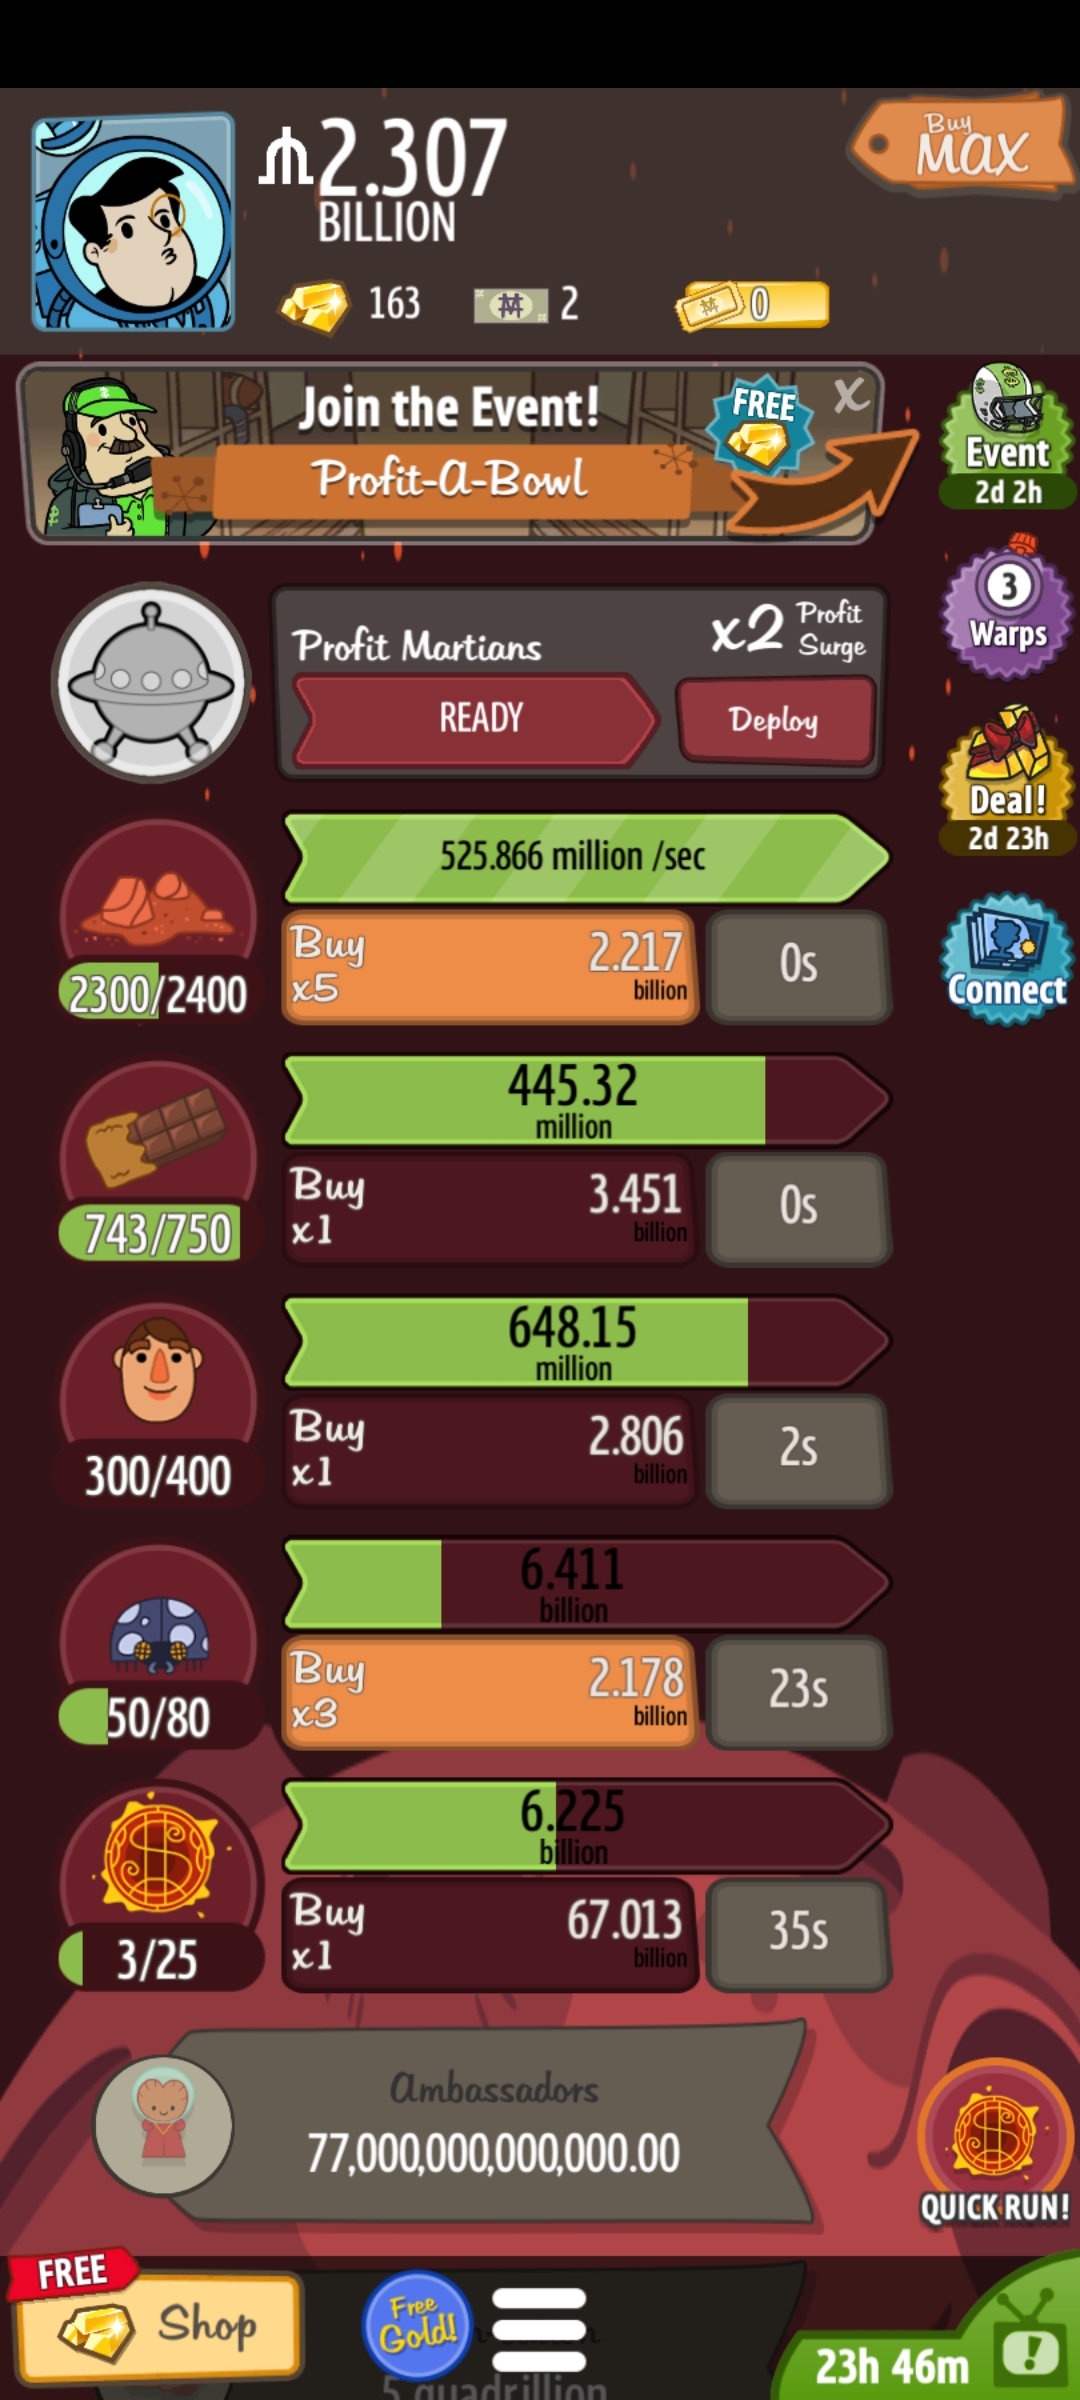 2.307
BILLION
Buy
MAX
163
2
0
Join the Event!
Profit-A-Bowl
FREE
X
Event
2d 2h
3
Warps
Profit Martians
x2 Profit
Surge
READY
Deploy
Deal!
2d 23h
525.866 million /sec
2300/2400
Buy
x5
2.217
billion
0s
Connect
445.32
million
743/750
Buy
x1
3.451
billion
0s
648.15
million
300/400
Buy
x1
2.806
billion
2s
6.411
billion
50/80
Buy
x3
2.178
billion
23s
6.225
billion
3/25
Buy
x1
67.013
billion
35s
Ambassadors
77,000,000,000,000.00
QUICK RUN!
FREE
Shop
Free
Gold!
23h 46m
5 quadrillion